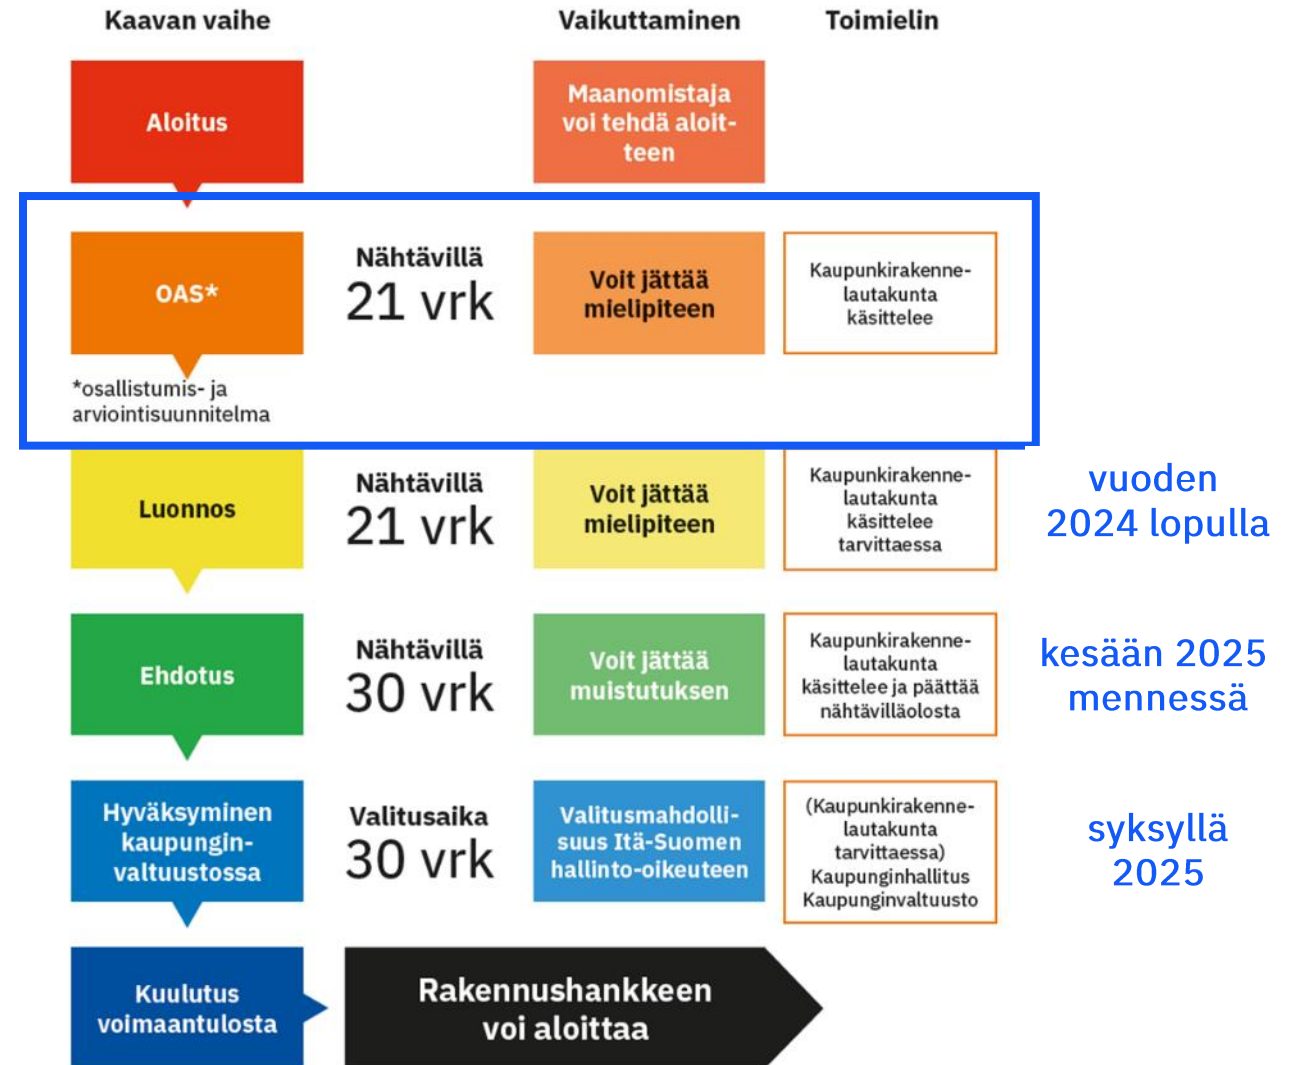 Kaavan vaihe
Vaikuttaminen
Toimielin
Aloitus
Maanomistaja
voi tehdä aloit-
teen
OAS*
Nähtävillä
21 vrk
Voit jättää
mielipiteen
Kaupunkirakenne-
lautakunta
käsittelee
*osallistumis- ja
arviointisuunnitelma
Luonnos
Nähtävillä
21 vrk
Voit jättää
mielipiteen
Kaupunkirakenne-
lautakunta
käsittelee
tarvittaessa
vuoden
2024 lopulla
Ehdotus
Nähtävillä
30 vrk
Voit jättää
muistutuksen
Kaupunkirakenne-
lautakunta
käsittelee ja päättää
nähtävilläolosta
kesään 2025
mennessä
Hyväksyminen
kaupungin-
valtuustossa
Valitusaika
30 vrk
Valitusmahdolli-
suus Itä-Suomen
hallinto-oikeuteen
(Kaupunkirakenne-
lautakunta
tarvittaessa)
Kaupunginhallitus
Kaupunginvaltuusto
syksyllä
2025
Kuulutus
voimaantulosta
Rakennushankkeen
voi aloittaa